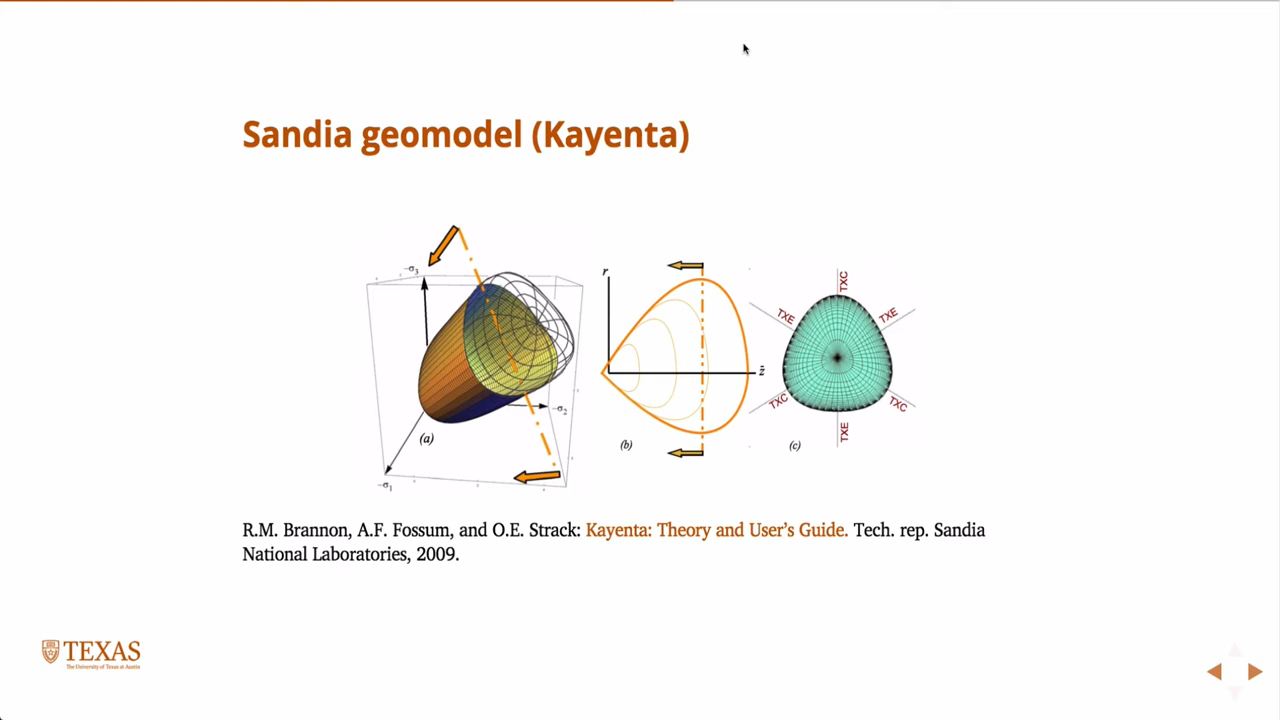 Sandia geomodel (Kayenta)
−σ3
−σ2
−σ1
(a)
r
z̄
(b)
TXC
TXE
TXE
TXC
TXC
TXE
(c)
R.M. Brannon, A.F. Fossum, and O.E. Strack: Kayenta: Theory and User’s Guide. Tech. rep. Sandia
National Laboratories, 2009.
TEXAS
The University of Texas at Austin